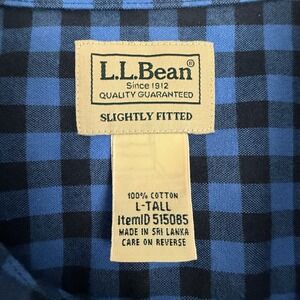 L.L.Bean®
Since 1912
QUALITY GUARANTEED
SLIGHTLY FITTED
100% COTTON
L-TALL
ItemID 515085
MADE IN SRI LANKA
CARE ON REVERSE